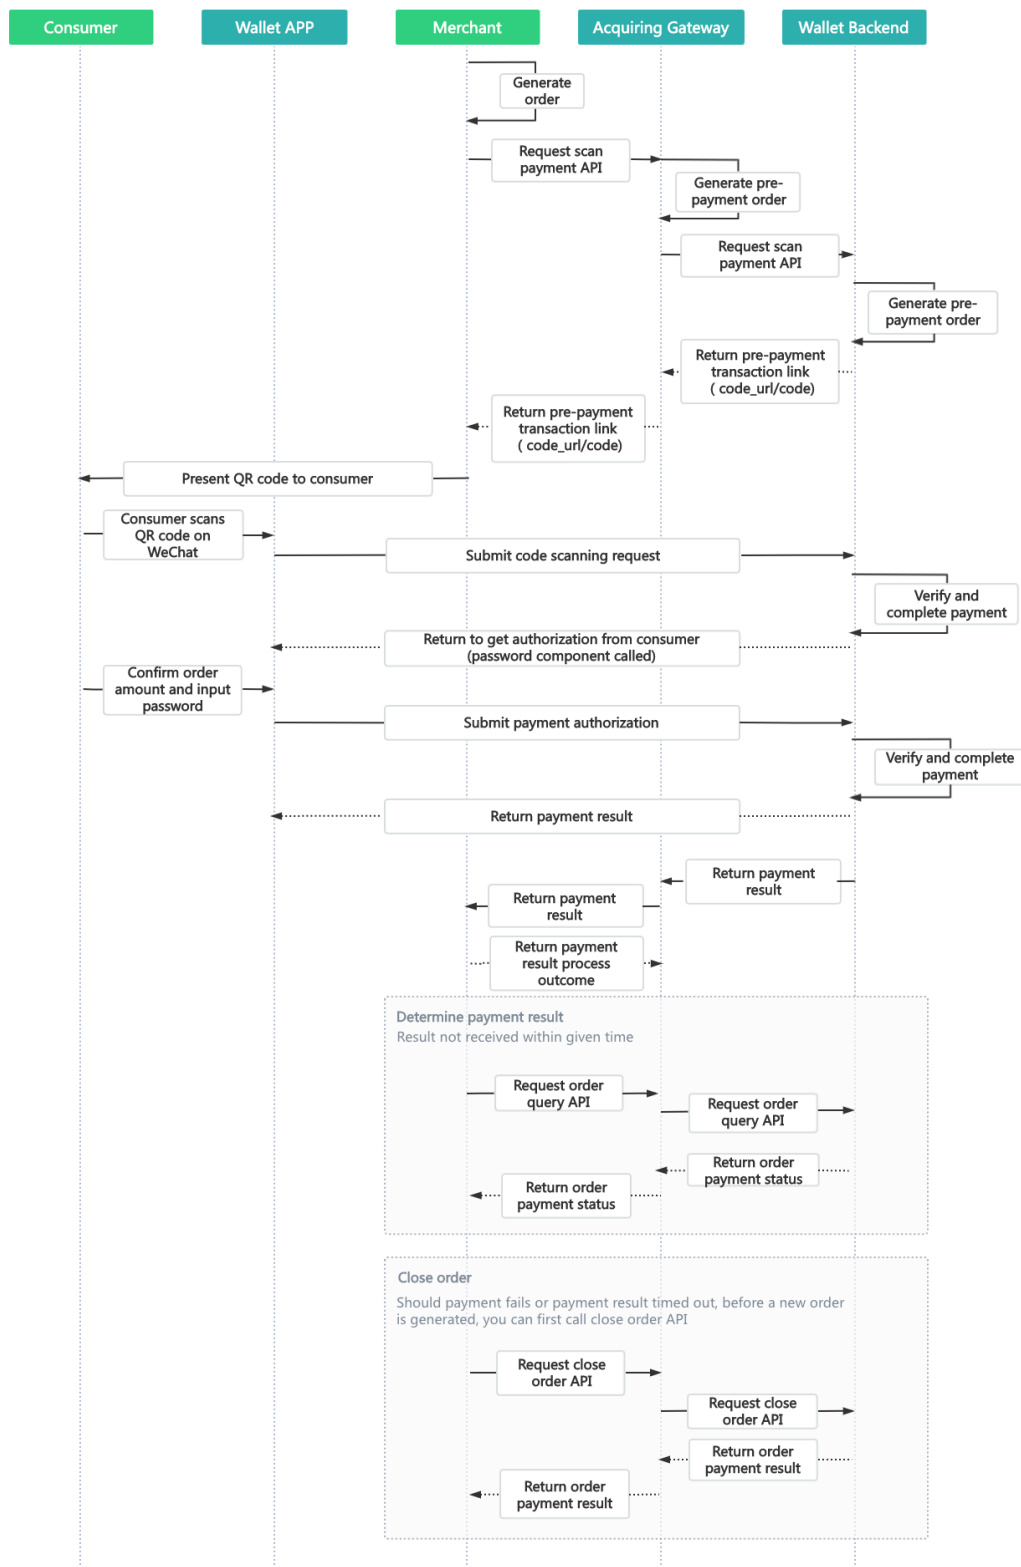 Consumer
Wallet APP
Merchant
Acquiring Gateway
Wallet Backend
Generate
order
Request scan
payment API
Generate pre-
payment order
Request scan
payment API
Generate pre-
payment order
Return pre-payment
transaction link
( code_url/code)
Return pre-payment
transaction link
( code_url/code)
Present QR code to consumer
Consumer scans
QR code on
WeChat
Submit code scanning request
Verify and
complete payment
Return to get authorization from consumer
(password component called)
Confirm order
amount and input
password
Submit payment authorization
Verify and complete
payment
Return payment result
Return payment
result
Return payment
result
Return payment
result process
outcome
Determine payment result
Result not received within given time
Request order
query API
Request order
query API
Return order
payment status
Return order
payment status
Close order
Should payment fails or payment result timed out, before a new order
is generated, you can first call close order API
Request close
order API
Request close
order API
Return order
payment result
Return order
payment result